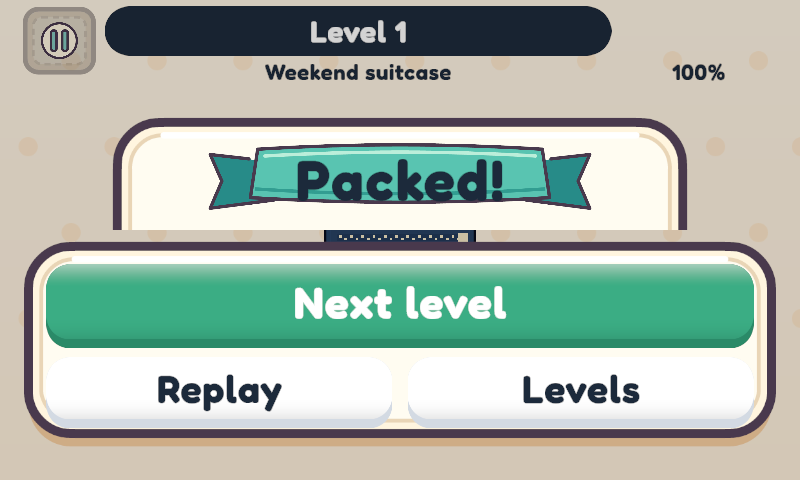 Level 1
Weekend suitcase
100%
Packed!
Next level
Replay
Levels